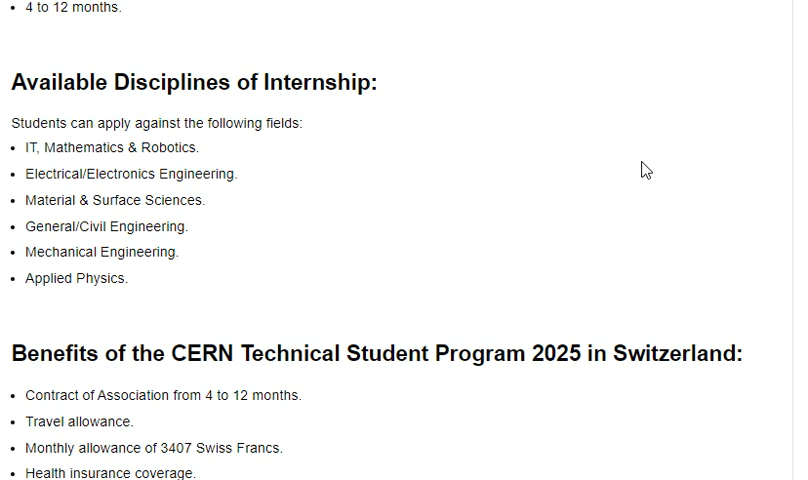 4 to 12 months.
Available Disciplines of Internship:
Students can apply against the following fields:
IT, Mathematics & Robotics.
Electrical/Electronics Engineering.
Material & Surface Sciences.
General/Civil Engineering.
Mechanical Engineering.
Applied Physics.
Benefits of the CERN Technical Student Program 2025 in Switzerland:
Contract of Association from 4 to 12 months.
Travel allowance.
Monthly allowance of 3407 Swiss Francs.
Health insurance coverage.